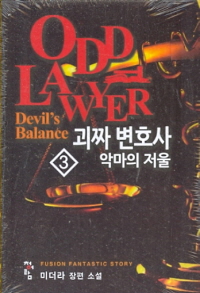 ODD
LAWYER
Devil's
Balance
괴짜 변호사
3
악마의 저울
FUSION FANTASTIC STORY
미더라 장편 소설